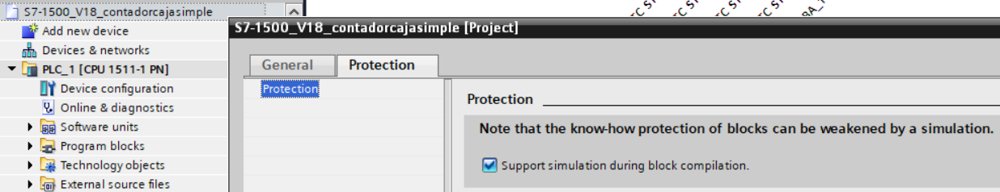 S7-1500_V18_contadorcajasimple
Add new device
Devices & networks
PLC_1 [CPU 1511-1 PN]
Device configuration
Online & diagnostics
Software units
Program blocks
Technology objects
External source files
S7-1500_V18_contadorcajasimple [Project]
General
Protection
Protection
Protection
Note that the know-how protection of blocks can be weakened by a simulation.
Support simulation during block compilation.